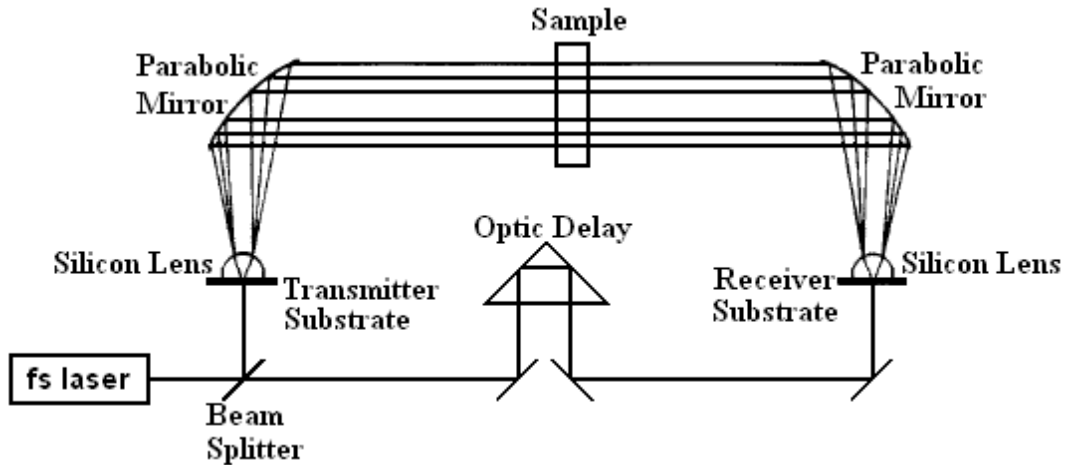 Sample
Parabolic
Mirror
Parabolic
Mirror
Optic Delay
Silicon Lens
Transmitter
Substrate
Receiver
Substrate
Silicon Lens
fs laser
Beam
Splitter